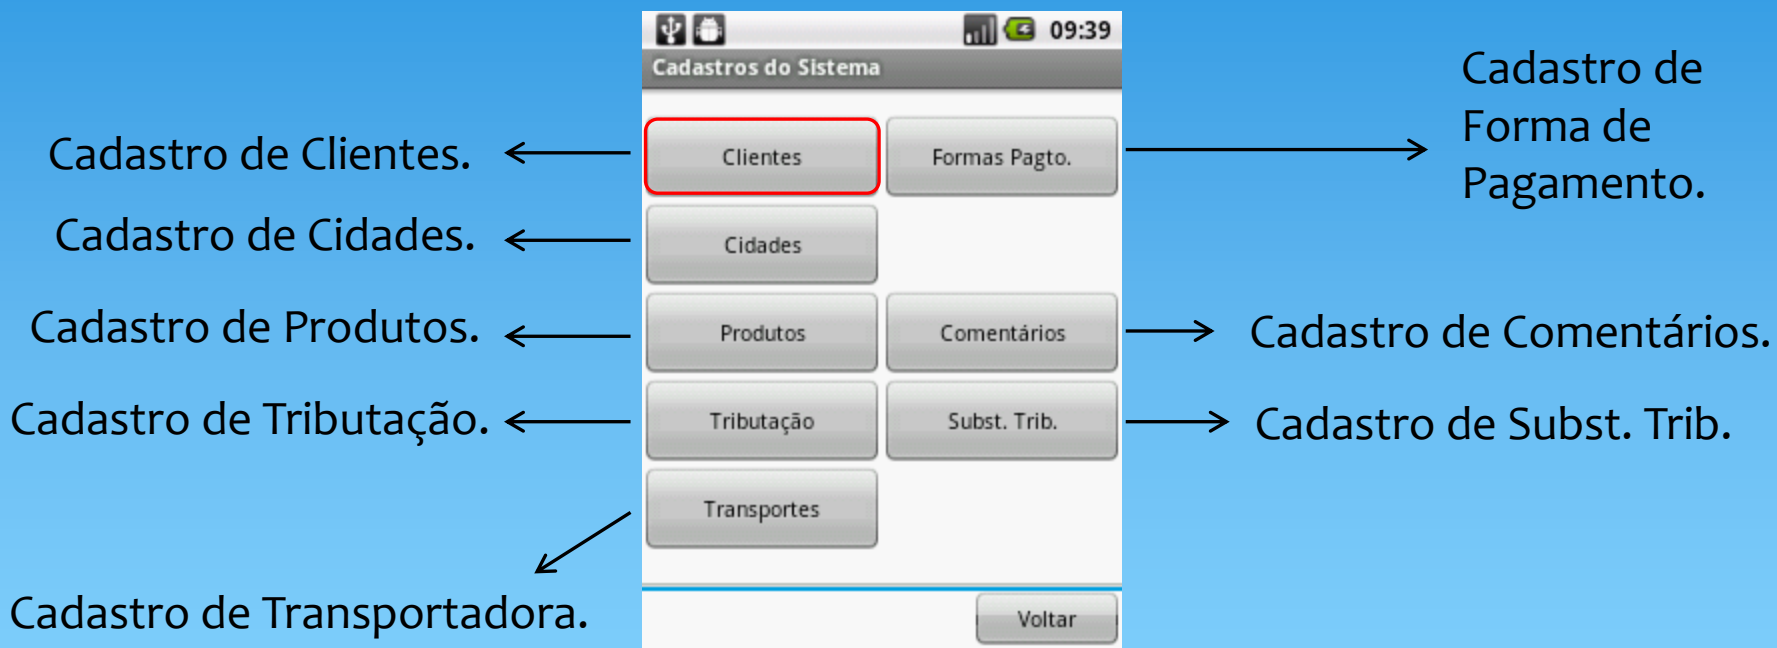 09:39
Cadastros do Sistema
Cadastro de
Forma de
Pagamento.
Cadastro de Clientes.
Clientes
Formas Pagto.
Cadastro de Cidades.
Cidades
Cadastro de Produtos.
Produtos
Comentários
Cadastro de Comentários.
Cadastro de Tributação.
Tributação
Subst. Trib.
Cadastro de Subst. Trib.
Transportes
Cadastro de Transportadora.
Voltar